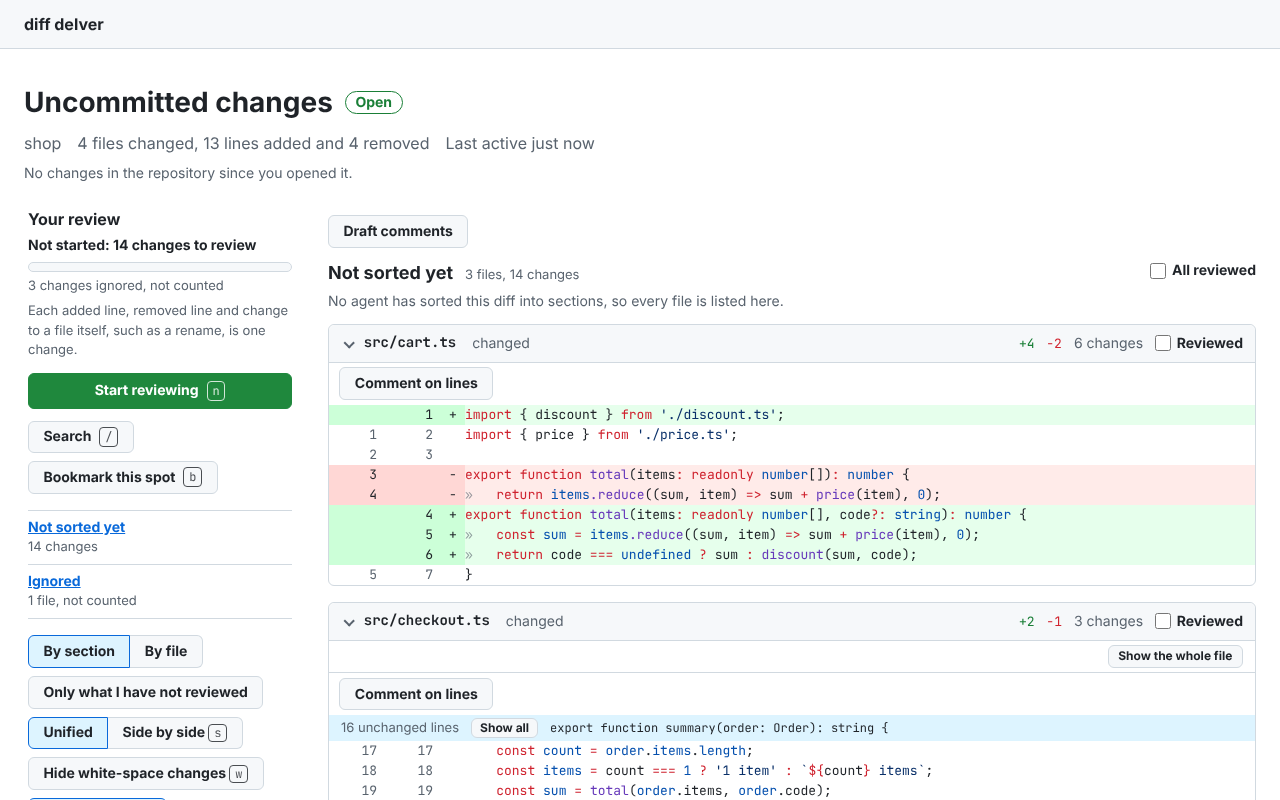 diff delver
Uncommitted changes Open
shop 4 files changed, 13 lines added and 4 removed Last active just now
No changes in the repository since you opened it.
Your review
Not started: 14 changes to review
3 changes ignored, not counted
Each added line, removed line and change
to a file itself, such as a rename, is one
change.
Start reviewing n
Search /
Bookmark this spot b
Not sorted yet
14 changes
Ignored
1 file, not counted
By section By file
Only what I have not reviewed
Unified Side by side s
Hide white-space changes w
Draft comments
Not sorted yet 3 files, 14 changes All reviewed
No agent has sorted this diff into sections, so every file is listed here.
src/cart.ts changed +4 -2 6 changes Reviewed
Comment on lines
1 + import { discount } from './discount.ts';
1 2 import { price } from './price.ts';
2 3
3 - export function total(items: readonly number[]): number {
4 - » return items.reduce((sum, item) => sum + price(item), 0);
4 + export function total(items: readonly number[], code?: string): number {
5 + » const sum = items.reduce((sum, item) => sum + price(item), 0);
6 + » return code === undefined ? sum : discount(sum, code);
5 7 }
src/checkout.ts changed +2 -1 3 changes Reviewed
Show the whole file
Comment on lines
16 unchanged lines Show all export function summary(order: Order): string {
17 17 const count = order.items.length;
18 18 const items = count === 1 ? '1 item' : `${count} items`;
19 19 const sum = total(order.items, order.code);